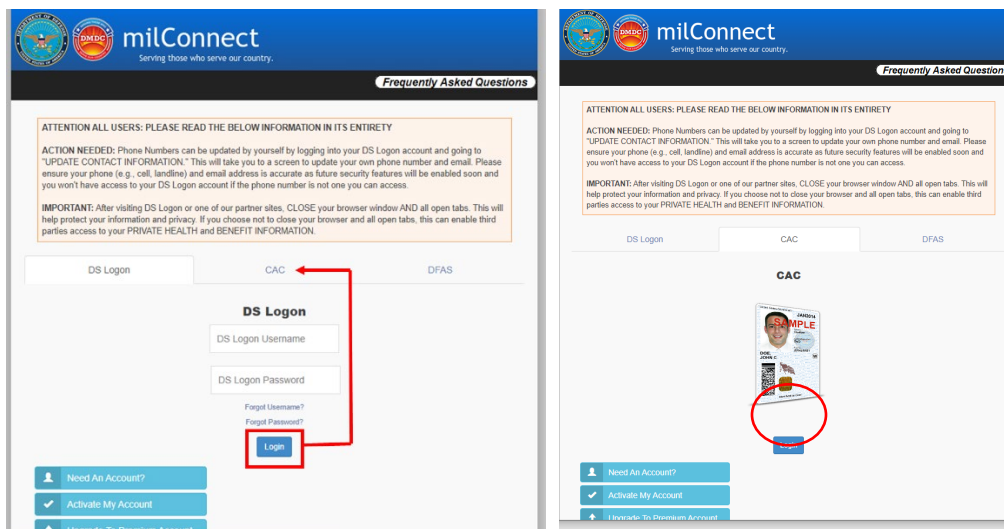 milConnect
Serving those who serve our country.
Frequently Asked Questions
ATTENTION ALL USERS: PLEASE READ THE BELOW INFORMATION IN ITS ENTIRETY
ACTION NEEDED: Phone Numbers can be updated by yourself by logging into your DS Logon account and going to
"UPDATE CONTACT INFORMATION." This will take you to a screen to update your own phone number and email. Please
ensure your phone (e.g., cell, landline) and email address is accurate as future security features will be enabled soon and
you won't have access to your DS Logon account if the phone number is not one you can access.
IMPORTANT: After visiting DS Logon or one of our partner sites, CLOSE your browser window AND all open tabs. This will
help protect your information and privacy. If you choose not to close your browser and all open tabs, this can enable third
parties access to your PRIVATE HEALTH and BENEFIT INFORMATION.
DS Logon CAC DFAS
DS Logon
DS Logon Username
DS Logon Password
Forgot Username?
Forgot Password?
Login
Need An Account?
Activate My Account
Upgrade To Premium Account
DMDC
milConnect
Serving those who serve our country.
Frequently Asked Question
ATTENTION ALL USERS: PLEASE READ THE BELOW INFORMATION IN ITS ENTIRETY
ACTION NEEDED: Phone Numbers can be updated by yourself by logging into your DS Logon account and going to
"UPDATE CONTACT INFORMATION." This will take you to a screen to update your own phone number and email. Please
ensure your phone (e.g., cell, landline) and email address is accurate as future security features will be enabled soon and
you won't have access to your DS Logon account if the phone number is not one you can access.
IMPORTANT: After visiting DS Logon or one of our partner sites, CLOSE your browser window AND all open tabs. This will
help protect your information and privacy. If you choose not to close your browser and all open tabs, this can enable third
parties access to your PRIVATE HEALTH and BENEFIT INFORMATION.
DS Logon CAC DFAS
CAC
JAN2014
SAMPLE
DOE,
JOHN C
Login
Need An Account?
Activate My Account
Upgrade To Premium Account